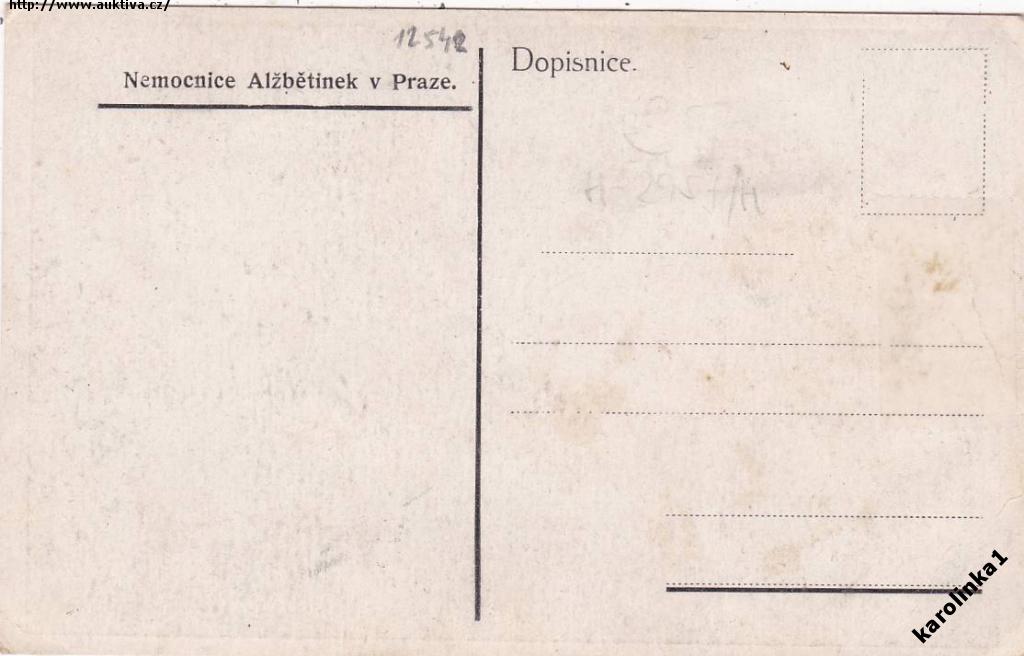 http://www.auktiva.cz/
12542
Nemocnice Alžbětinek v Praze.
Dopisnice.
karolinka1